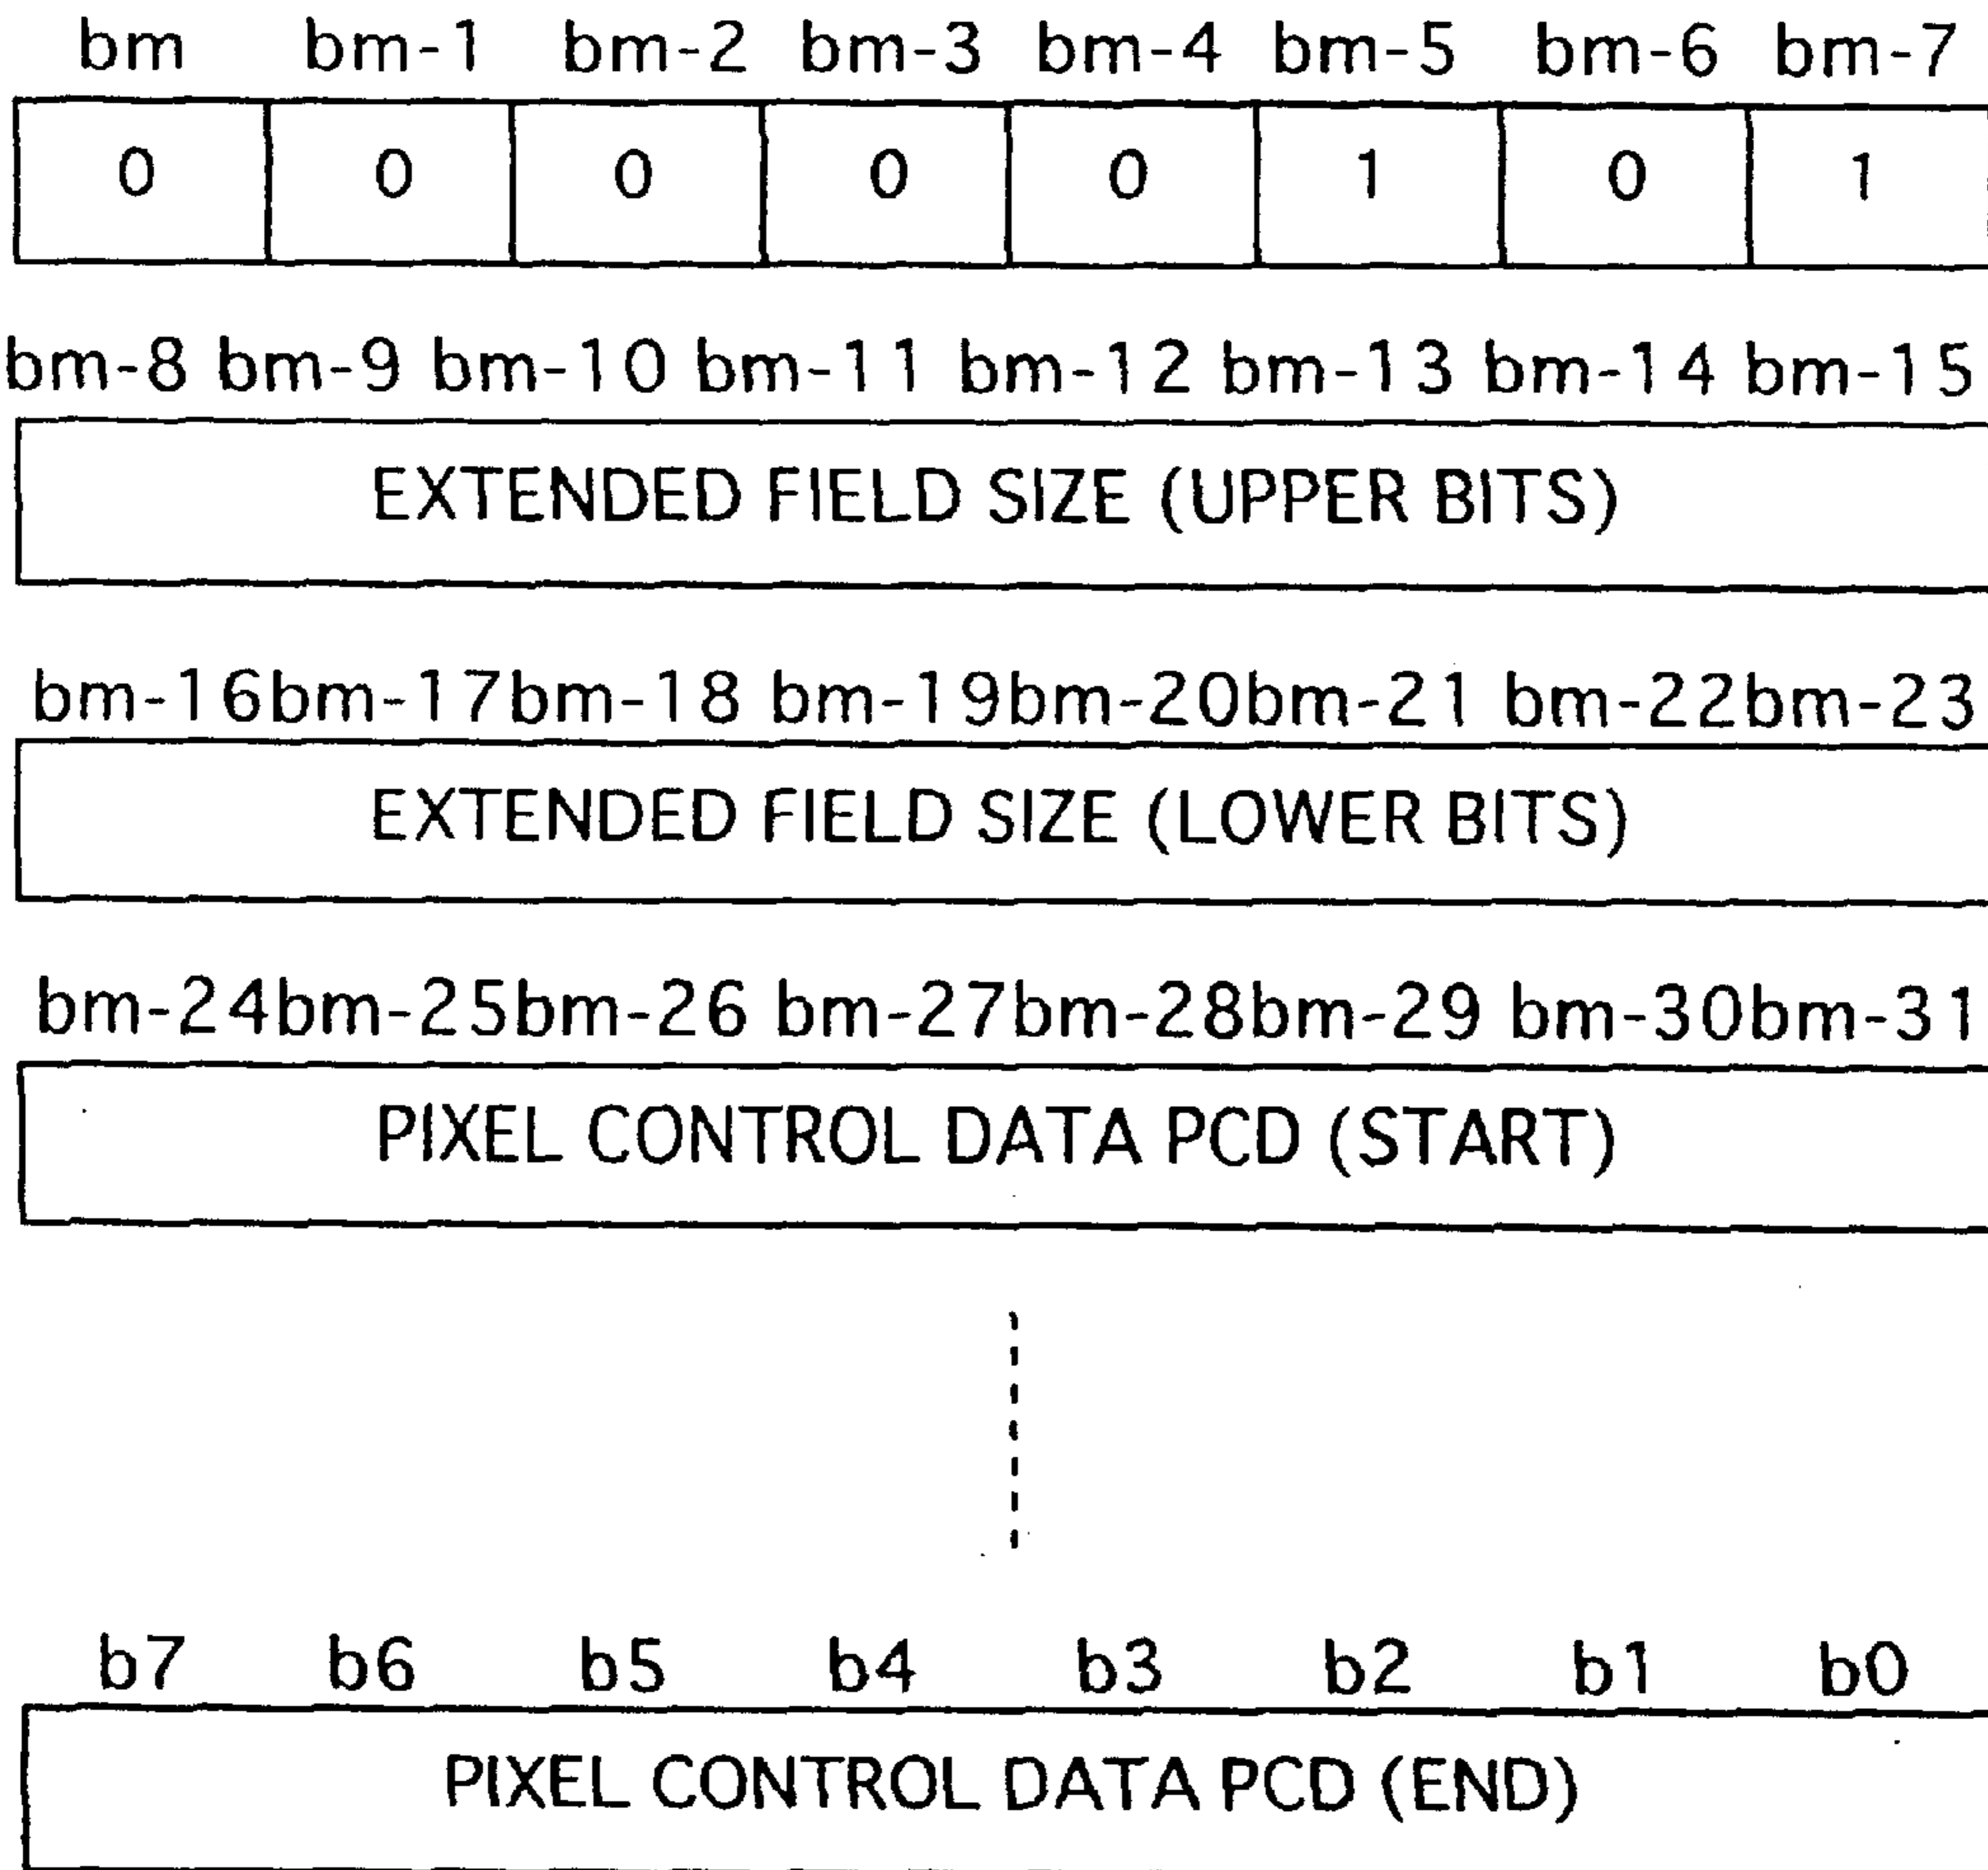 bm bm-1 bm-2 bm-3 bm-4 bm-5 bm-6 bm-7
0 0 0 0 0 1 0 1
bm-8 bm-9 bm-10 bm-11 bm-12 bm-13 bm-14 bm-15
EXTENDED FIELD SIZE (UPPER BITS)
bm-16bm-17bm-18 bm-19bm-20bm-21 bm-22bm-23
EXTENDED FIELD SIZE (LOWER BITS)
bm-24bm-25bm-26 bm-27bm-28bm-29 bm-30bm-31
PIXEL CONTROL DATA PCD (START)
b7 b6 b5 b4 b3 b2 b1 b0
PIXEL CONTROL DATA PCD (END)